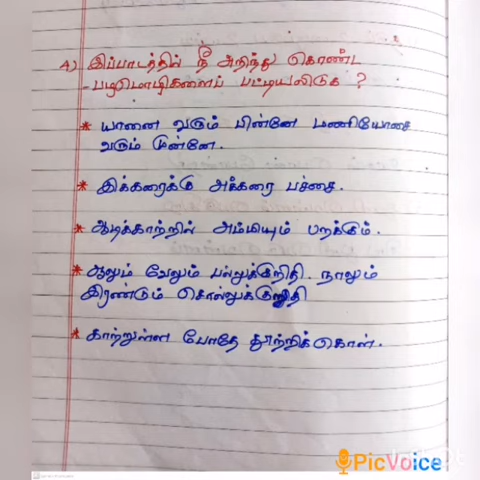 A) இப்பாடத்தில் நீ அறிந்து கொண்ட
பழமொழிகளைப் பட்டியலிடுக ?
* யானை வரும் பின்னே மணியோசை
வரும் முன்னே.
* இக்கரைக்கு அக்கரை பச்சை.
* ஆடிக்காற்றில் அம்மியும் பறக்கும்.
* ஆலும் வேலும் பல்லுக்குறுதி. நாலும்
இரண்டும் சொல்லுக்குறுதி
* காற்றுள்ள போதே தூற்றிக்கொள்.
PicVoice